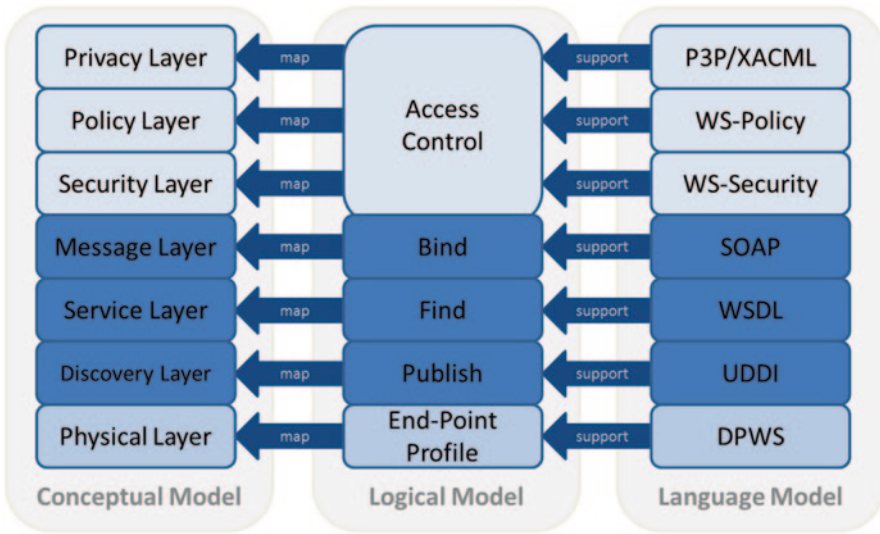 Privacy Layer
map
Access
Control
support
P3P/XACML
Policy Layer
map
support
WS-Policy
Security Layer
map
support
WS-Security
Message Layer
map
Bind
support
SOAP
Service Layer
map
Find
support
WSDL
Discovery Layer
map
Publish
support
UDDI
Physical Layer
map
End-Point
Profile
support
DPWS
Conceptual Model
Logical Model
Language Model